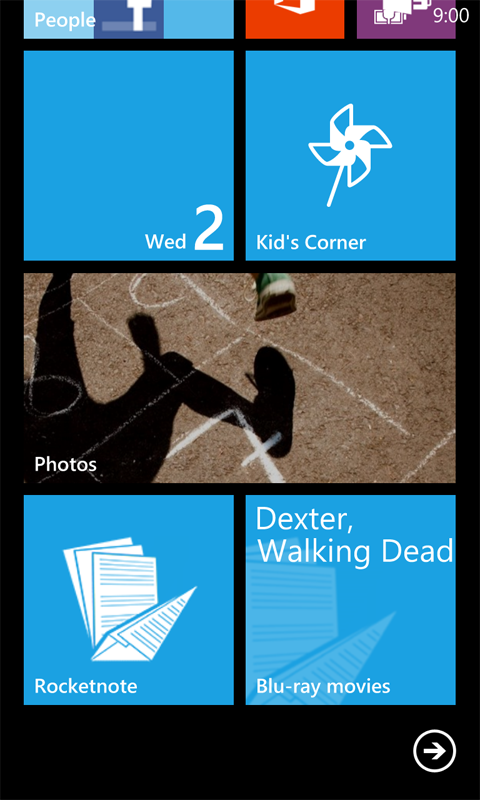 People
9:00
Wed 2
Kid's Corner
Photos
Dexter,
Walking Dead
Rocketnote
Blu-ray movies